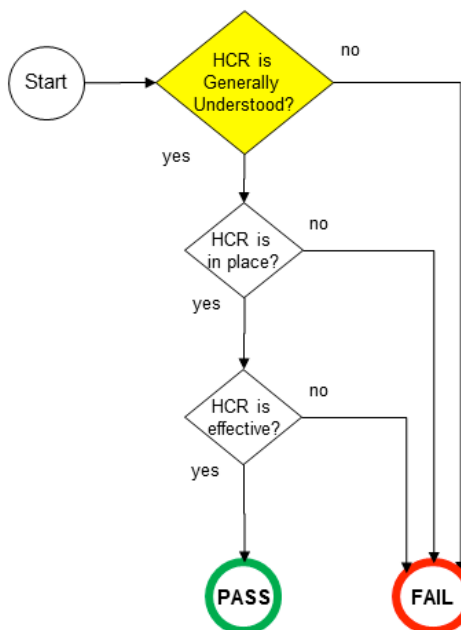 HCR is
Generally
Understood?
no
Start
yes
HCR is
in place?
no
yes
HCR is
effective?
no
yes
PASS
FAIL